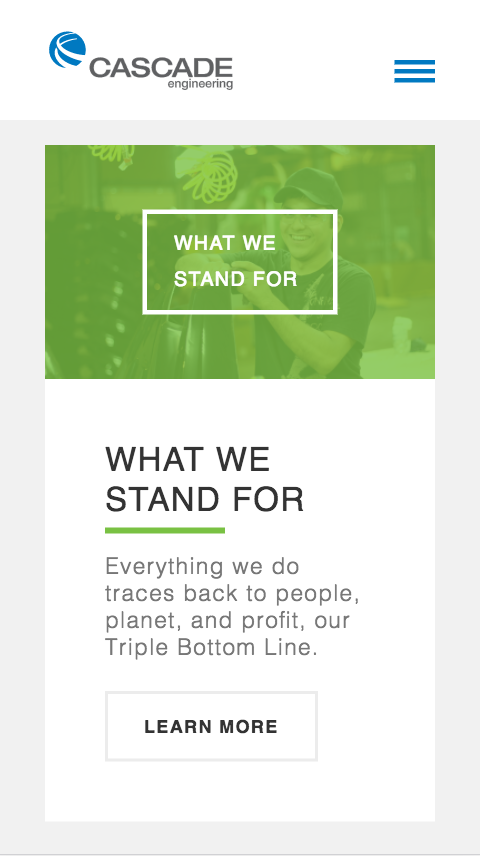 CASCADE
engineering
WHAT WE
STAND FOR
WHAT WE
STAND FOR
Everything we do
traces back to people,
planet, and profit, our
Triple Bottom Line.
LEARN MORE